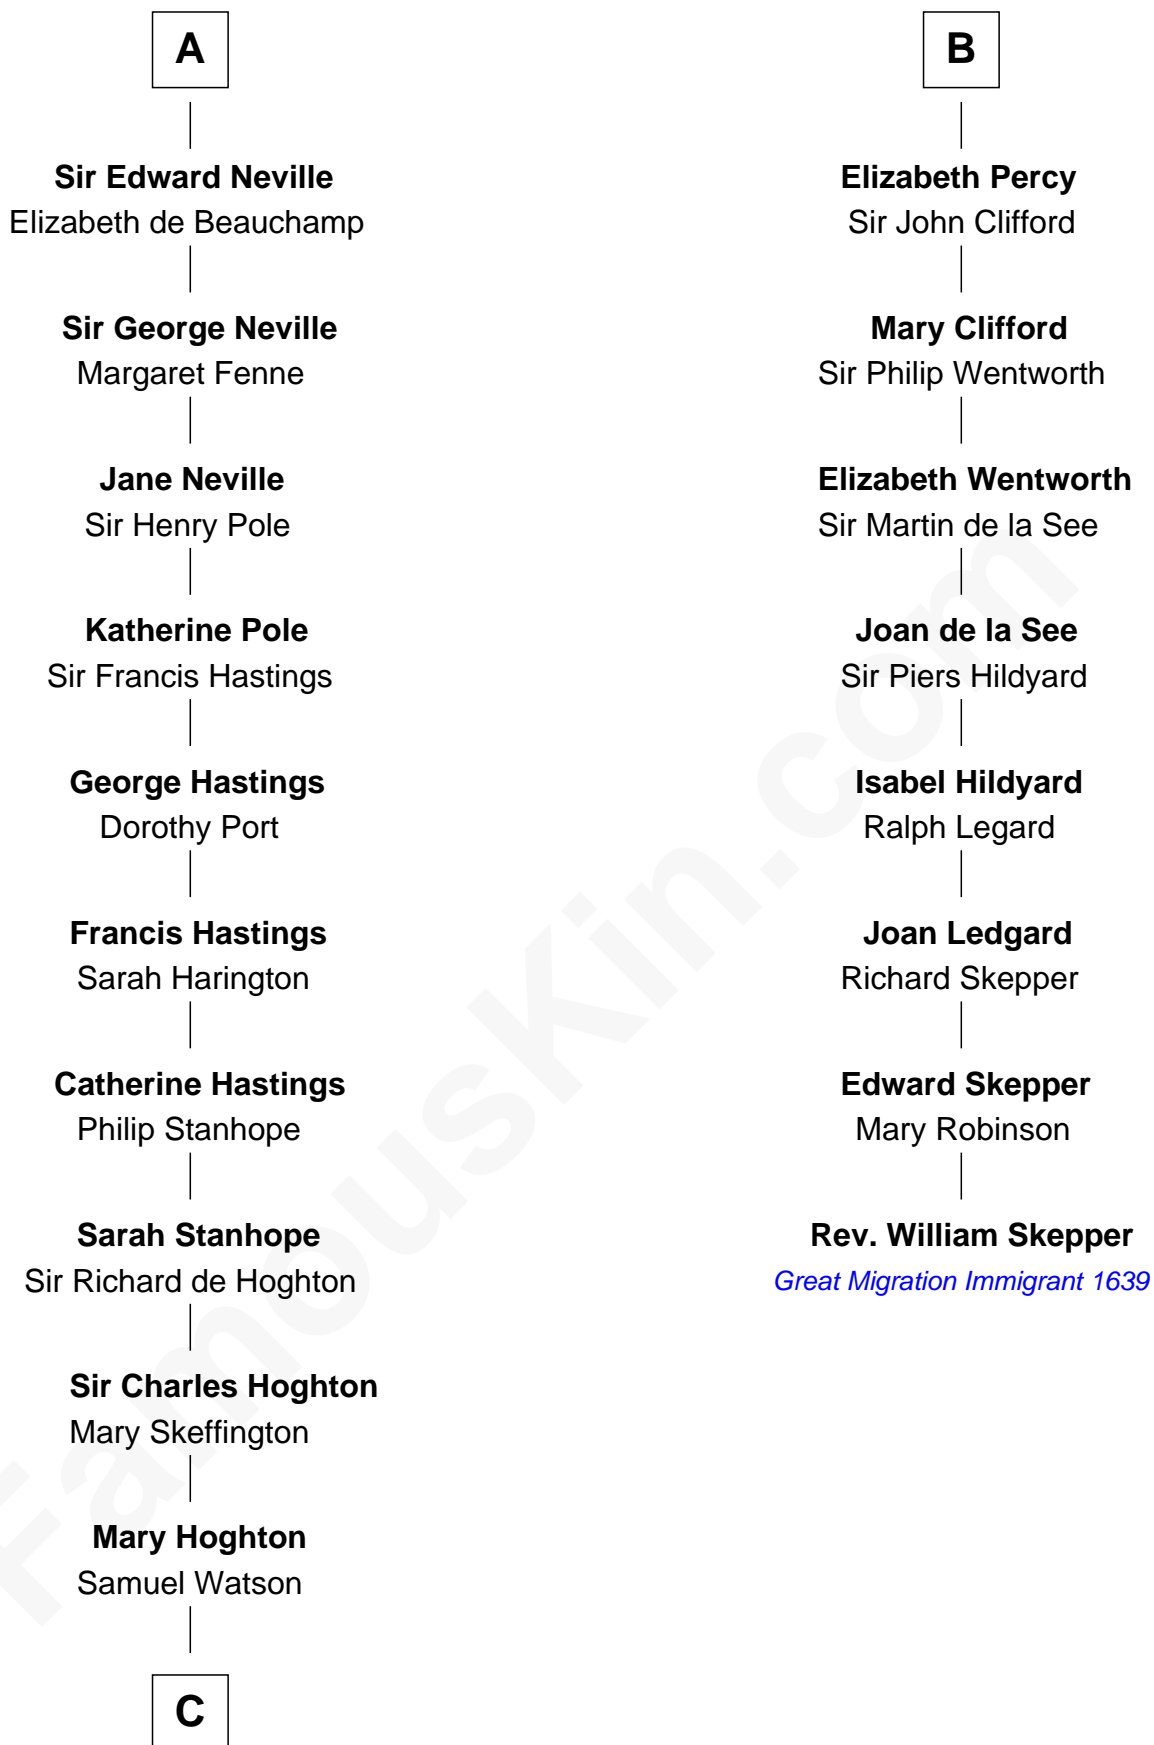 A
Sir Edward Neville
Elizabeth de Beauchamp
Sir George Neville
Margaret Fenne
Jane Neville
Sir Henry Pole
Katherine Pole
Sir Francis Hastings
George Hastings
Dorothy Port
Francis Hastings
Sarah Harington
Catherine Hastings
Philip Stanhope
Sarah Stanhope
Sir Richard de Hoghton
Sir Charles Hoghton
Mary Skeffington
Mary Hoghton
Samuel Watson
C
B
Elizabeth Percy
Sir John Clifford
Mary Clifford
Sir Philip Wentworth
Elizabeth Wentworth
Sir Martin de la See
Joan de la See
Sir Piers Hildyard
Isabel Hildyard
Ralph Legard
Joan Ledgard
Richard Skepper
Edward Skepper
Mary Robinson
Rev. William Skepper
Great Migration Immigrant 1639
FamousKin.com